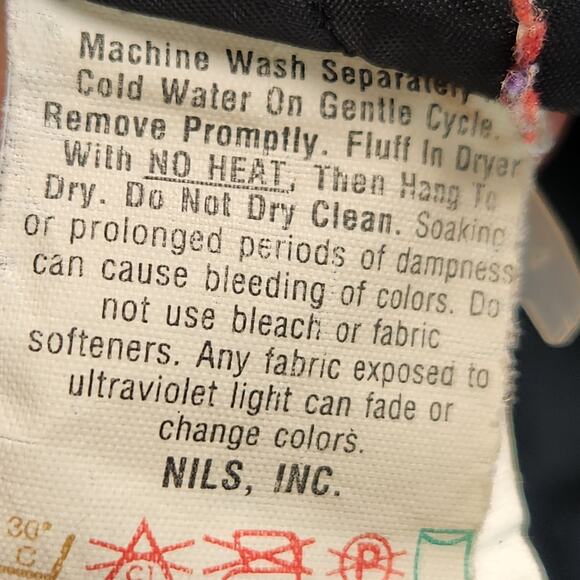 Machine Wash Separately
Cold Water On Gentle Cycle.
Remove Promptly. Fluff In Dryer
With NO HEAT, Then Hang To
Dry. Do Not Dry Clean. Soaking
or prolonged periods of dampness
can cause bleeding of colors. Do
not use bleach or fabric
softeners. Any fabric exposed to
ultraviolet light can fade or
change colors.
NILS, INC.
30°
C
Cl
P